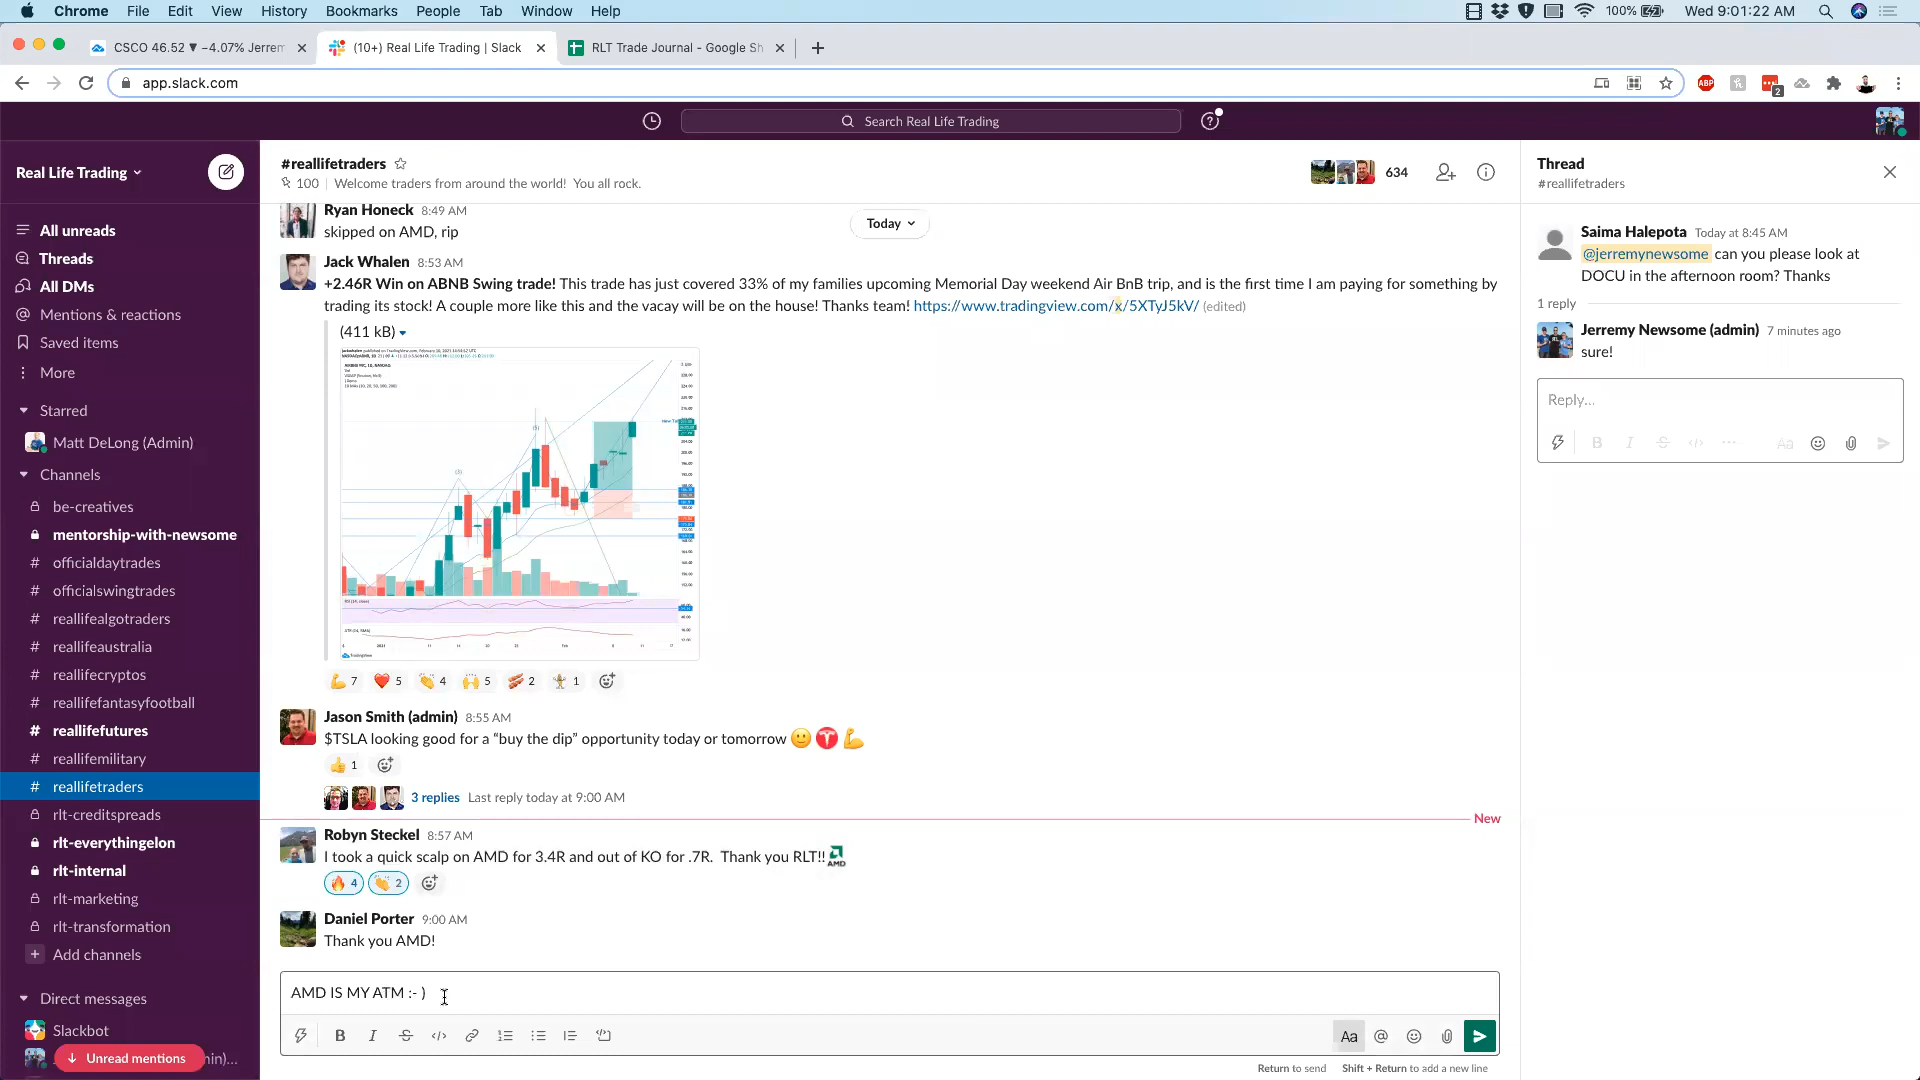 Chrome File Edit View History Bookmarks People Tab Window Help 100% Wed 9:01:22 AM
CSCO 46.52 ▼ −4.07% Jerrem (10+) Real Life Trading | Slack RLT Trade Journal - Google Sh
app.slack.com
ABP 2
Search Real Life Trading
Real Life Trading
All unreads
Threads
All DMs
Mentions & reactions
Saved items
More
Starred
Matt DeLong (Admin)
Channels
be-creatives
mentorship-with-newsome
# officialdaytrades
# officialswingtrades
# reallifealgotraders
# reallifeaustralia
# reallifecryptos
# reallifefantasyfootball
# reallifefutures
# reallifemilitary
# reallifetraders
rlt-creditspreads
rlt-everythingelon
rlt-internal
rlt-marketing
rlt-transformation
+ Add channels
Direct messages
Slackbot
↓ Unread mentions
nin)...
#reallifetraders
100 | Welcome traders from around the world! You all rock.
634
Today
Ryan Honeck 8:49 AM
skipped on AMD, rip
Jack Whalen 8:53 AM
+2.46R Win on ABNB Swing trade! This trade has just covered 33% of my families upcoming Memorial Day weekend Air BnB trip, and is the first time I am paying for something by
trading its stock! A couple more like this and the vacay will be on the house! Thanks team! https://www.tradingview.com/x/5XTyJ5kV/ (edited)
(411 kB)
TradingView
7 5 4 5 2 1
Jason Smith (admin) 8:55 AM
$TSLA looking good for a “buy the dip” opportunity today or tomorrow
1
3 replies Last reply today at 9:00 AM
New
Robyn Steckel 8:57 AM
I took a quick scalp on AMD for 3.4R and out of KO for .7R. Thank you RLT!! AMD
4 2
Daniel Porter 9:00 AM
Thank you AMD!
AMD IS MY ATM :- )
B I S Aa @
Return to send Shift + Return to add a new line
Thread
#reallifetraders
Saima Halepota Today at 8:45 AM
@jerremynewsome can you please look at
DOCU in the afternoon room? Thanks
1 reply
Jerremy Newsome (admin) 7 minutes ago
sure!
Reply...
B I S Aa